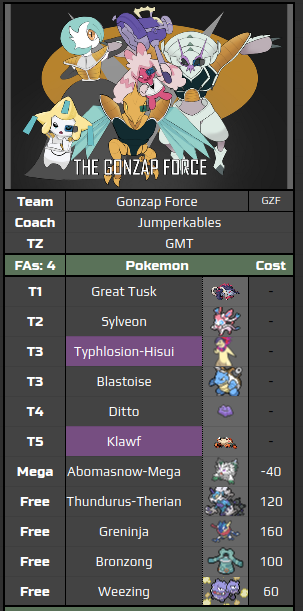 THE GONZAP FORCE
Team Gonzap Force GZF
Coach Jumperkables
TZ GMT
FAs: 4 Pokemon Cost
T1 Great Tusk -
T2 Sylveon -
T3 Typhlosion-Hisui -
T3 Blastoise -
T4 Ditto -
T5 Klawf -
Mega Abomasnow-Mega -40
Free Thundurus-Therian 120
Free Greninja 160
Free Bronzong 100
Free Weezing 60